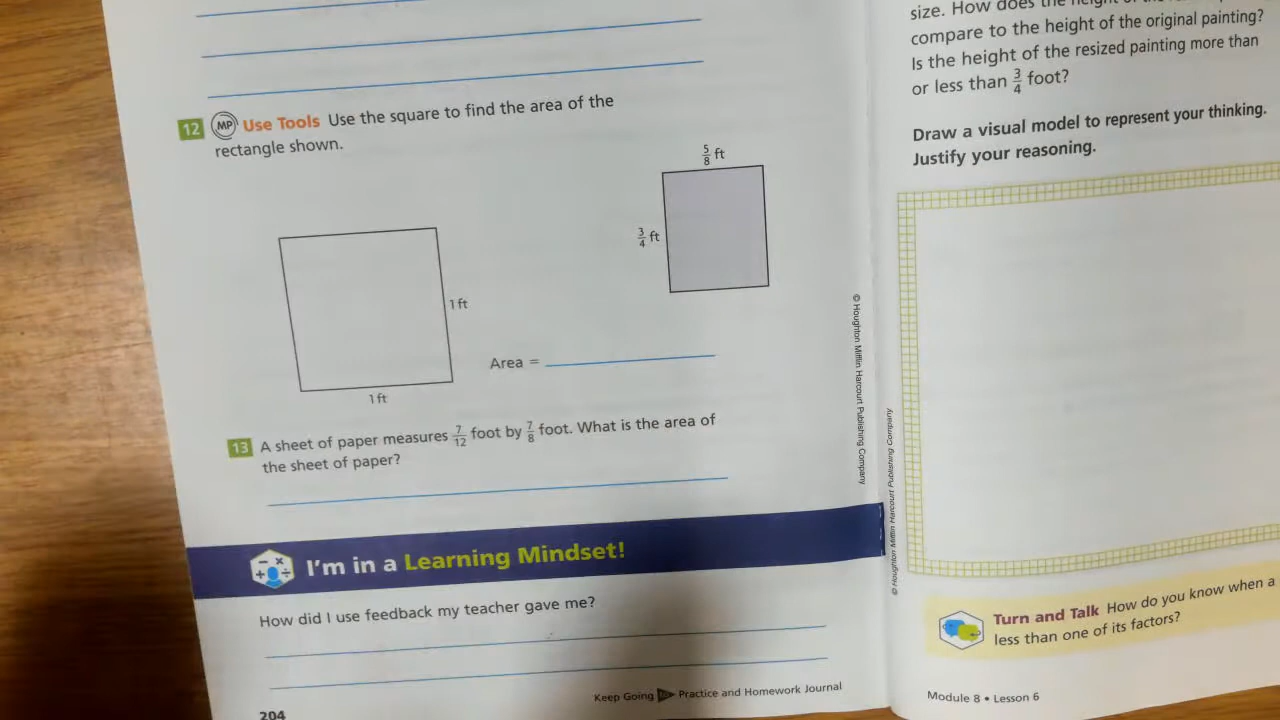 12 MP Use Tools Use the square to find the area of the
rectangle shown.
5/8 ft
3/4 ft
1 ft
1 ft
Area =
13 A sheet of paper measures 7/12 foot by 7/8 foot. What is the area of
the sheet of paper?
I'm in a Learning Mindset!
How did I use feedback my teacher gave me?
Keep Going Practice and Homework Journal
204
© Houghton Mifflin Harcourt Publishing Company
size. How does the height of the
compare to the height of the original painting?
Is the height of the resized painting more than
or less than 3/4 foot?
Draw a visual model to represent your thinking.
Justify your reasoning.
© Houghton Mifflin Harcourt Publishing Company
Turn and Talk How do you know when a
less than one of its factors?
Module 8 • Lesson 6